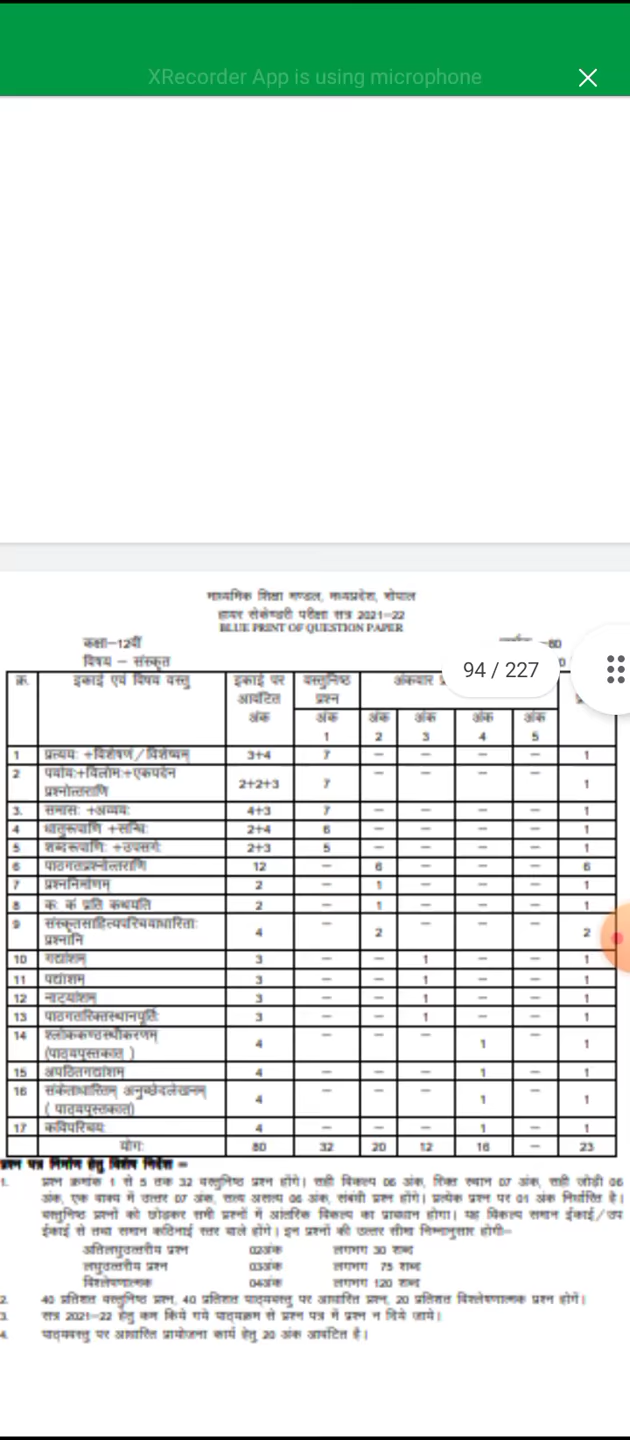 XRecorder App is using microphone
माध्यमिक शिक्षा मण्डल, मध्यप्रदेश, भोपाल
हायर सेकेण्डरी परीक्षा सत्र 2021-22
BLUE PRINT OF QUESTION PAPER
कक्षा-12वीं -80
विषय – संस्कृत
94 / 227
क्र. इकाई एवं विषय वस्तु इकाई पर वस्तुनिष्ठ अंकवार
आवंटित प्रश्न
अंक अंक अंक अंक अंक अंक
1 2 3 4 5
1 प्रत्ययः +विशेषणं/विशेष्यम् 3+4 7 – – – – 1
2 पर्यायः+विलोमः+एकपदेन
प्रश्नोत्तराणि 2+2+3 7 – – – – 1
3. समासः +अव्ययः 4+3 7 – – – – 1
4 धातुरूपाणि +सन्धिः 2+4 6 – – – – 1
5 शब्दरूपाणि +उपसर्गः 2+3 5 – – – – 1
6 पाठगतप्रश्नोत्तराणि 12 – 6 – – – 6
7 प्रश्ननिर्माणम् 2 – 1 – – – 1
8 कः कं प्रति कथयति 2 – 1 – – – 1
9 संस्कृतसाहित्यपरिचयाधारिताः
प्रश्नानि 4 – 2 – – – 2
10 गद्यांशम् 3 – – 1 – – 1
11 पद्यांशम् 3 – – 1 – – 1
12 नाट्यांशम् 3 – – 1 – – 1
13 पाठगतरिक्तस्थानपूर्तिः 3 – – 1 – – 1
14 श्लोककण्ठस्थीकरणम्
(पाठ्यपुस्तकात् ) 4 – – – 1 – 1
15 अपठितगद्यांशम् 4 – – – 1 – 1
16 संकेताधारितम् अनुच्छेदलेखनम्
( पाठ्यपुस्तकात्) 4 – – – 1 – 1
17 कविपरिचयः 4 – – – 1 – 1
योगः 80 32 20 12 16 – 23
प्रश्न पत्र निर्माण हेतु विशेष निर्देश –
1. प्रश्न क्रमांक 1 से 5 तक 32 वस्तुनिष्ठ प्रश्न होंगे। सही विकल्प 06 अंक, रिक्त स्थान 07 अंक, सही जोड़ी 06
अंक, एक वाक्य में उत्तर 07 अंक, सत्य असत्य 06 अंक, संबंधी प्रश्न होंगे। प्रत्येक प्रश्न पर 01 अंक निर्धारित है।
वस्तुनिष्ठ प्रश्नों को छोड़कर सभी प्रश्नों में आंतरिक विकल्प का प्रावधान होगा। यह विकल्प समान ईकाई/उप
ईकाई से तथा समान कठिनाई स्तर वाले होंगे। इन प्रश्नों की उत्तर सीमा निम्नानुसार होगी–
अतिलघुउत्तरीय प्रश्न 02अंक लगभग 30 शब्द
लघुउत्तरीय प्रश्न 03अंक लगभग 75 शब्द
विश्लेषणात्मक 04अंक लगभग 120 शब्द
2. 40 प्रतिशत वस्तुनिष्ठ प्रश्न, 40 प्रतिशत पाठ्यवस्तु पर आधारित प्रश्न, 20 प्रतिशत विश्लेषणात्मक प्रश्न होगें।
3. सत्र 2021-22 हेतु कम किये गये पाठ्यक्रम से प्रश्न पत्र में प्रश्न न दिये जाये।
4. पाठ्यवस्तु पर आधारित प्रायोजना कार्य हेतु 20 अंक आवंटित है।